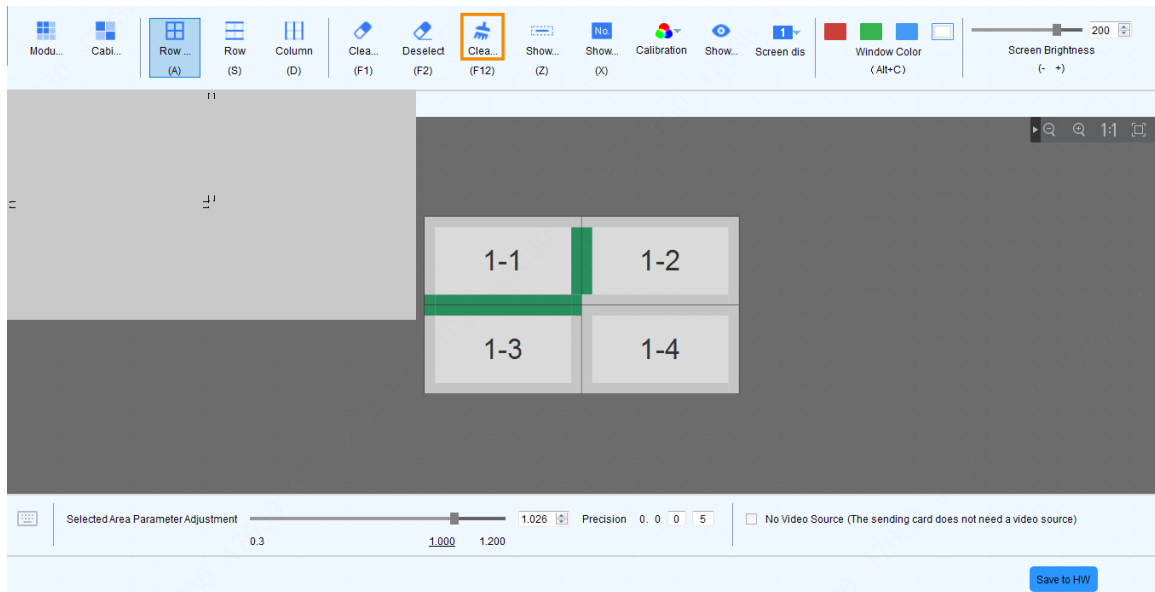 Modu...
Cabi...
Row ...
(A)
Row
(S)
Column
(D)
Clea...
(F1)
Deselect
(F2)
Clea...
(F12)
Show...
(Z)
No.
Show...
(X)
Calibration
Show...
1
Screen dis
Window Color
(Alt+C)
200
Screen Brightness
(- +)
1:1
1-1
1-2
1-3
1-4
Selected Area Parameter Adjustment
0.3
1.000
1.200
1.026
Precision 0. 0 0 5
No Video Source (The sending card does not need a video source)
Save to HW